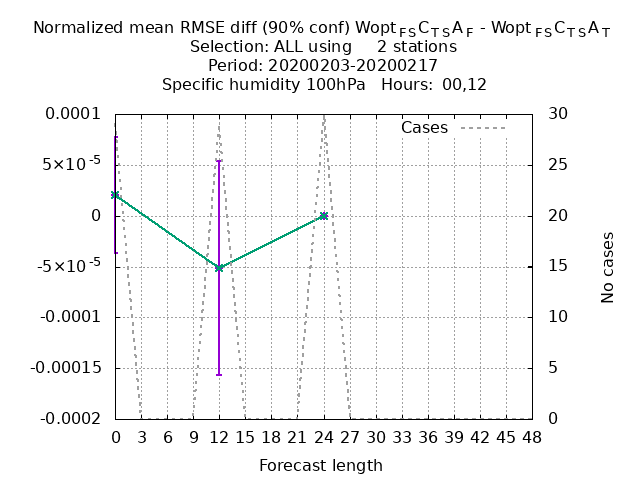 Normalized mean RMSE diff (90% conf) Wopt FS C TS A F - Wopt FS C TS A T
Selection: ALL using 2 stations
Period: 20200203-20200217
Specific humidity 100hPa Hours: 00,12
Cases
0.0001
5×10^-5
0
-5×10^-5
-0.0001
-0.00015
-0.0002
30
25
20
15
10
5
0
No cases
0 3 6 9 12 15 18 21 24 27 30 33 36 39 42 45 48
Forecast length